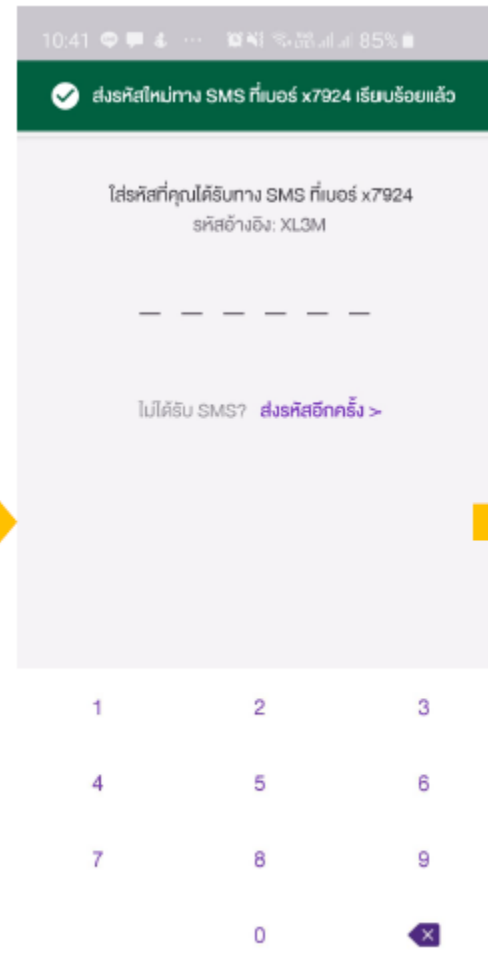 10:41 ... 85%
ส่งรหัสใหม่ทาง SMS ที่เบอร์ x7924 เรียบร้อยแล้ว
ใส่รหัสที่คุณได้รับทาง SMS ที่เบอร์ x7924
รหัสอ้างอิง: XL3M
_ _ _ _ _ _
ไม่ได้รับ SMS? ส่งรหัสอีกครั้ง >
1 2 3
4 5 6
7 8 9
0